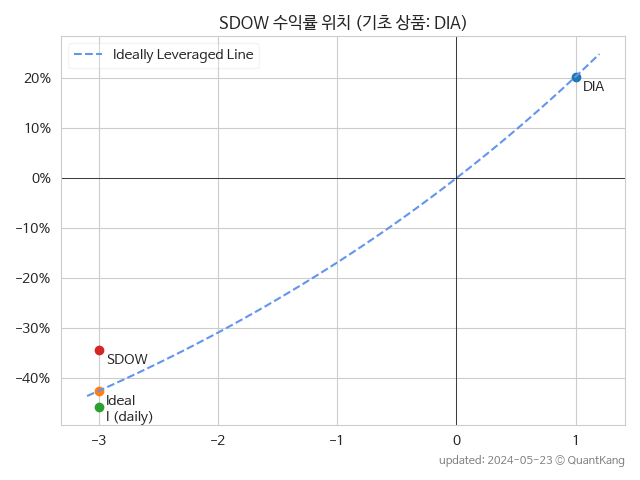 SDOW 수익률 위치 (기초 상품: DIA)
Ideally Leveraged Line
20%
10%
0%
−10%
−20%
−30%
−40%
DIA
SDOW
Ideal
I (daily)
−3
−2
−1
0
1
updated: 2024-05-23 © QuantKang